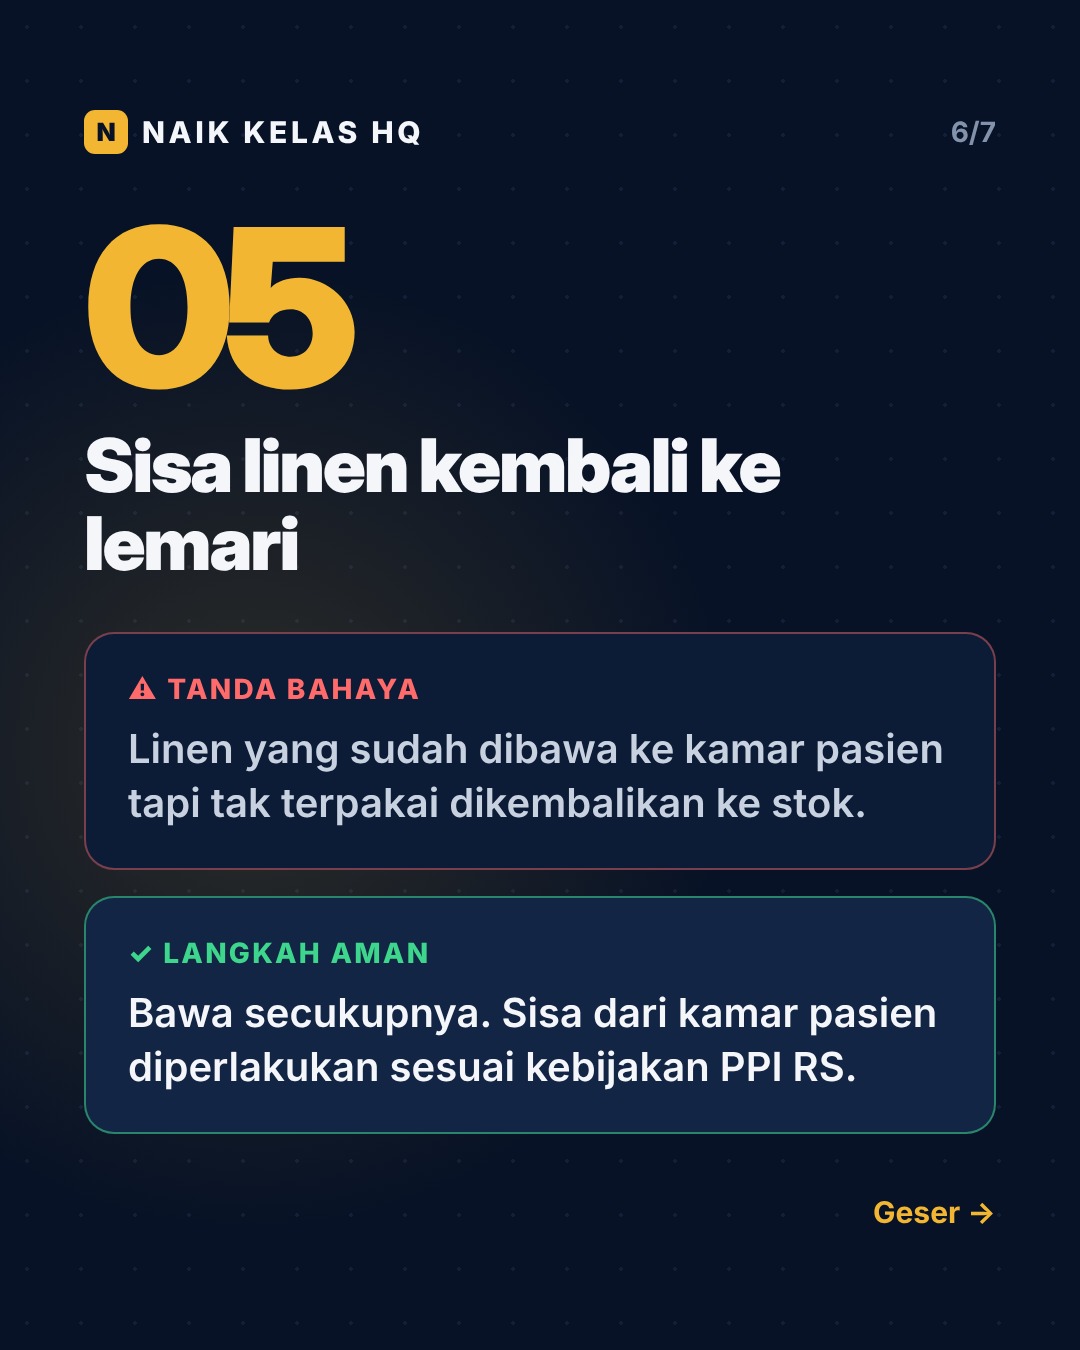 N NAIK KELAS HQ
6/7
05
Sisa linen kembali ke
lemari
⚠ TANDA BAHAYA
Linen yang sudah dibawa ke kamar pasien
tapi tak terpakai dikembalikan ke stok.
✓ LANGKAH AMAN
Bawa secukupnya. Sisa dari kamar pasien
diperlakukan sesuai kebijakan PPI RS.
Geser →